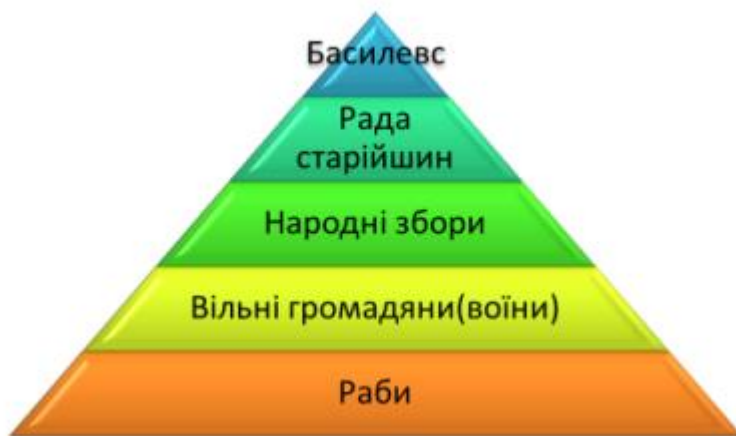 Басилевс
Рада
старійшин
Народні збори
Вільні громадяни(воїни)
Раби